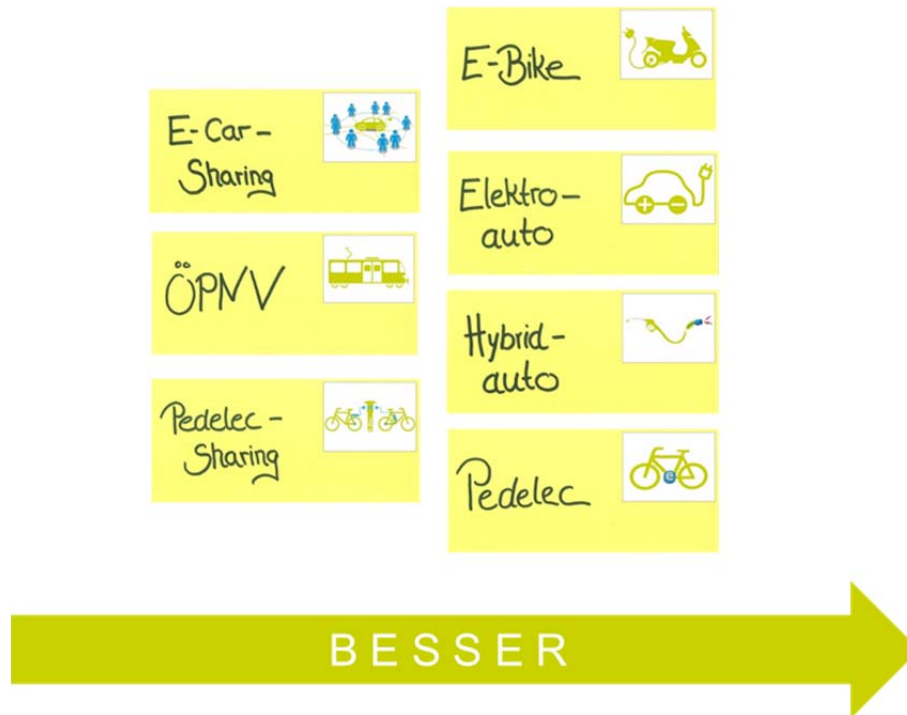 E-Car-
Sharing
ÖPNV
Pedelec-
Sharing
E-Bike
Elektro-
auto
Hybrid-
auto
Pedelec
BESSER